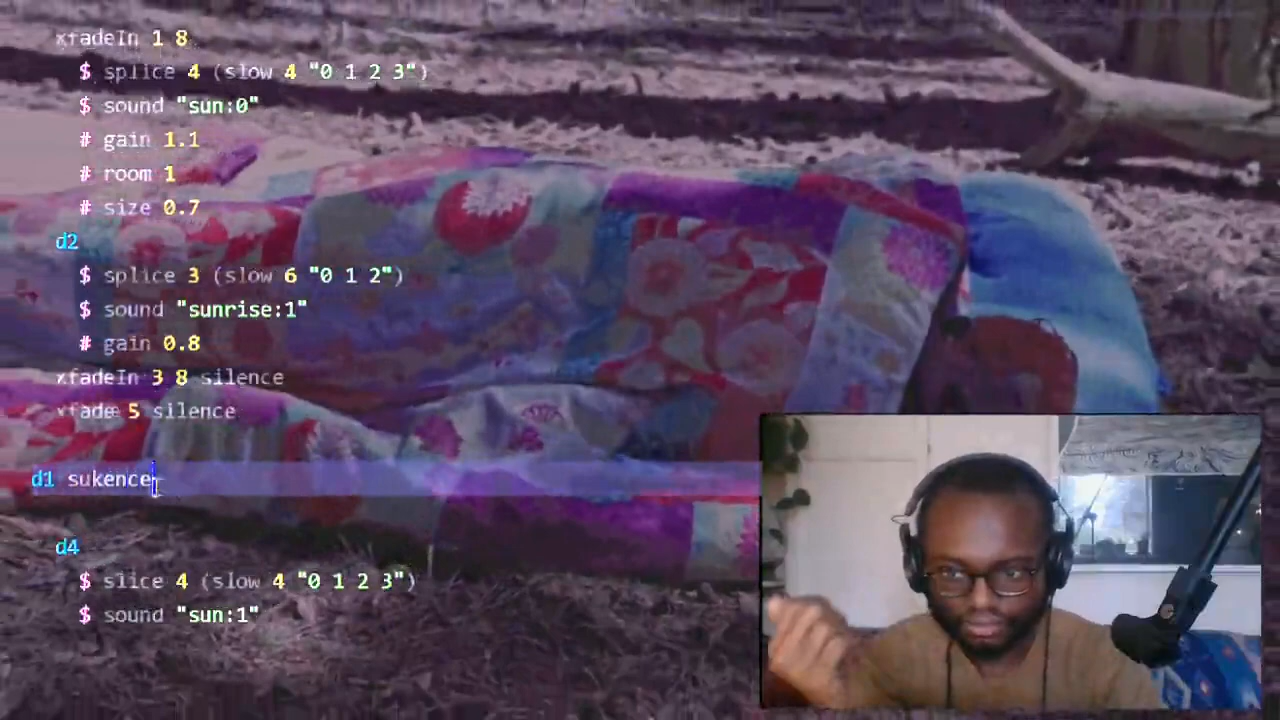 xfadeIn 1 8
$ splice 4 (slow 4 "0 1 2 3")
$ sound "sun:0"
# gain 1.1
# room 1
# size 0.7
d2
$ splice 3 (slow 6 "0 1 2")
$ sound "sunrise:1"
# gain 0.8
xfadeIn 3 8 silence
xfade 5 silence
d1 sukence
d4
$ slice 4 (slow 4 "0 1 2 3")
$ sound "sun:1"